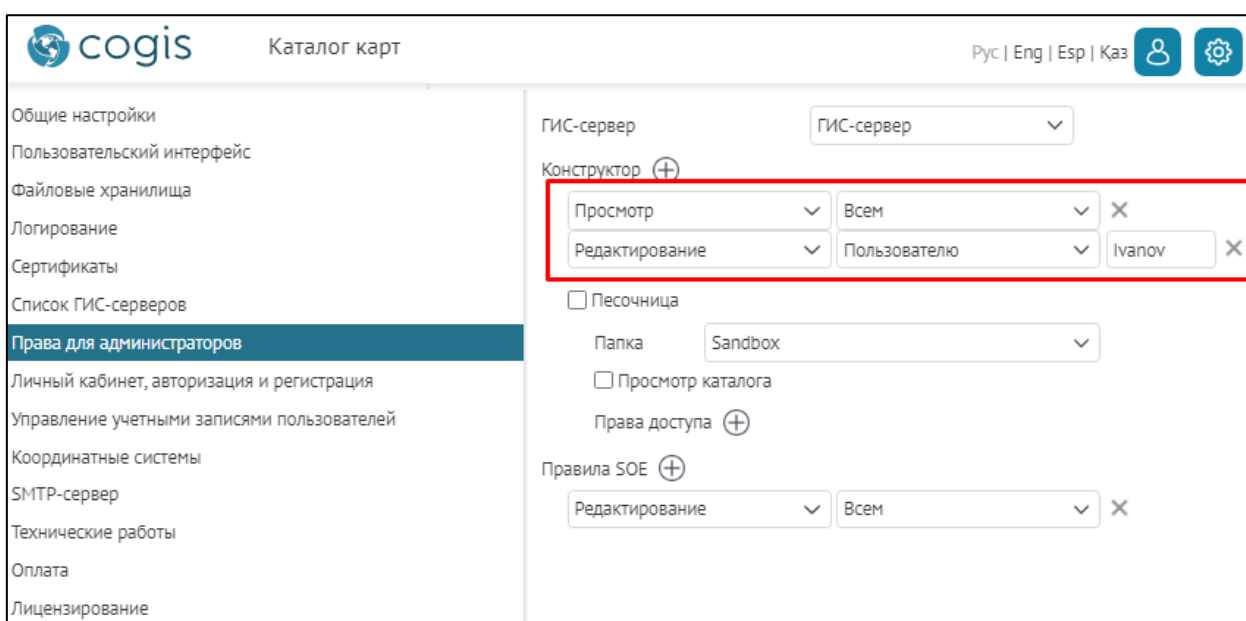 cogis
Каталог карт
Рус | Eng | Esp | Қаз
Общие настройки
Пользовательский интерфейс
Файловые хранилища
Логирование
Сертификаты
Список ГИС-серверов
Права для администраторов
Личный кабинет, авторизация и регистрация
Управление учетными записями пользователей
Координатные системы
SMTP-сервер
Технические работы
Оплата
Лицензирование
ГИС-сервер ГИС-сервер
Конструктор
Просмотр Всем
Редактирование Пользователю Ivanov
Песочница
Папка Sandbox
Просмотр каталога
Права доступа
Правила SOE
Редактирование Всем